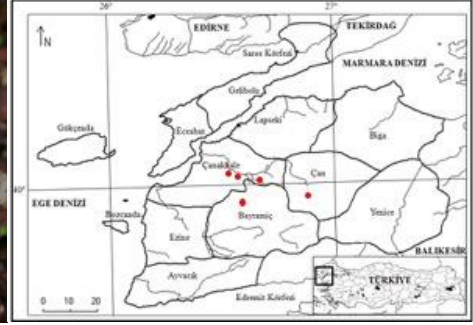 26°
27
EDİRNE
TEKİRDAĞ
N
Saros Körfezi
MARMARA DENİZİ
Gelibolu
Gökçeada
Eceabat
Lapseki
Biga
Çanakkale
Çan
40°
EGE DENİZİ
Bozcaada
Bayramiç
Yenice
Ezine
BALIKESİR
Ayvacık
TÜRKİYE
0 10 20
Edremit Körfezi